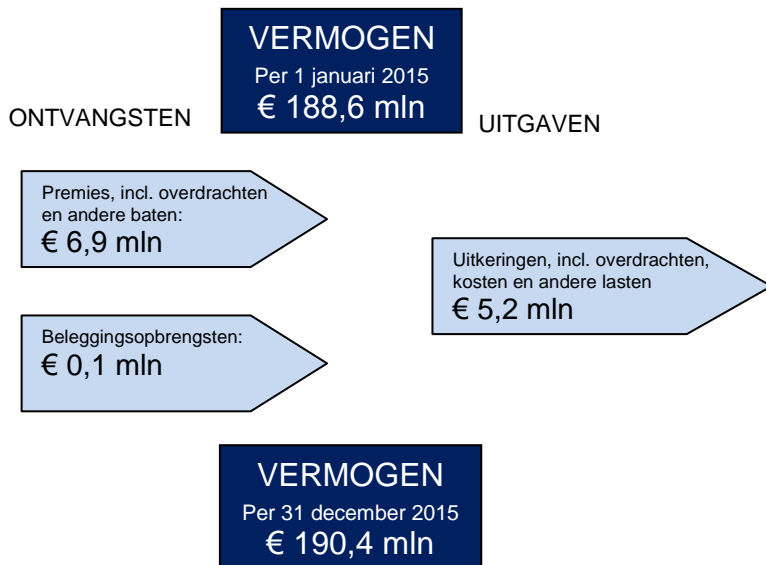 VERMOGEN
Per 1 januari 2015
€ 188,6 mln
ONTVANGSTEN
UITGAVEN
Premies, incl. overdrachten
en andere baten:
€ 6,9 mln
Uitkeringen, incl. overdrachten,
kosten en andere lasten
€ 5,2 mln
Beleggingsopbrengsten:
€ 0,1 mln
VERMOGEN
Per 31 december 2015
€ 190,4 mln